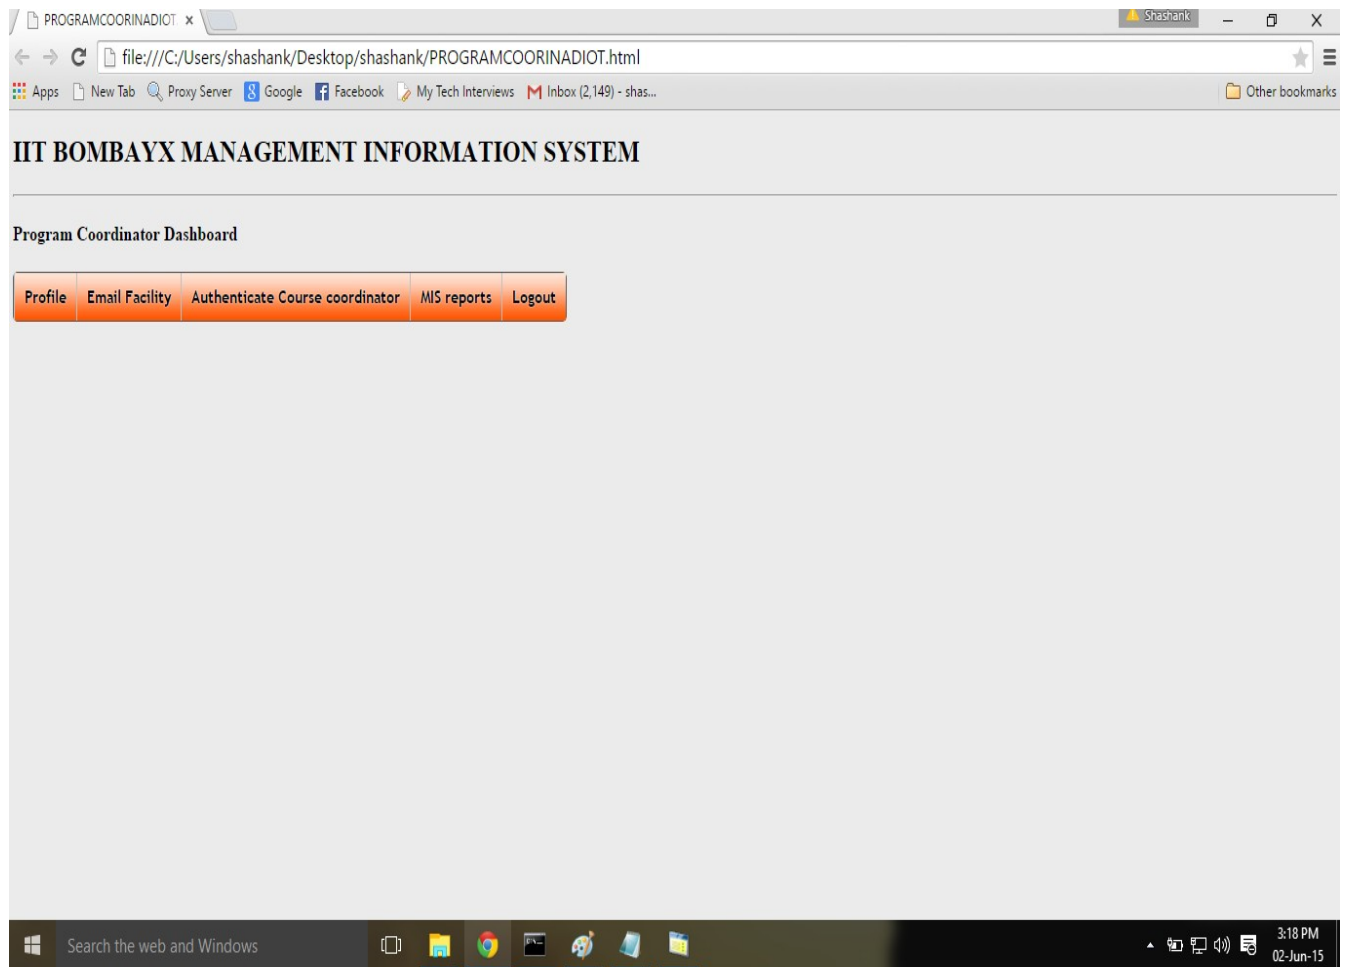 PROGRAMCOORINADIOT
Shashank
file:///C:/Users/shashank/Desktop/shashank/PROGRAMCOORINADIOT.html
Apps New Tab Proxy Server Google Facebook My Tech Interviews Inbox (2,149) - shas... Other bookmarks
IIT BOMBAYX MANAGEMENT INFORMATION SYSTEM
Program Coordinator Dashboard
Profile Email Facility Authenticate Course coordinator MIS reports Logout
Search the web and Windows
3:18 PM
02-Jun-15